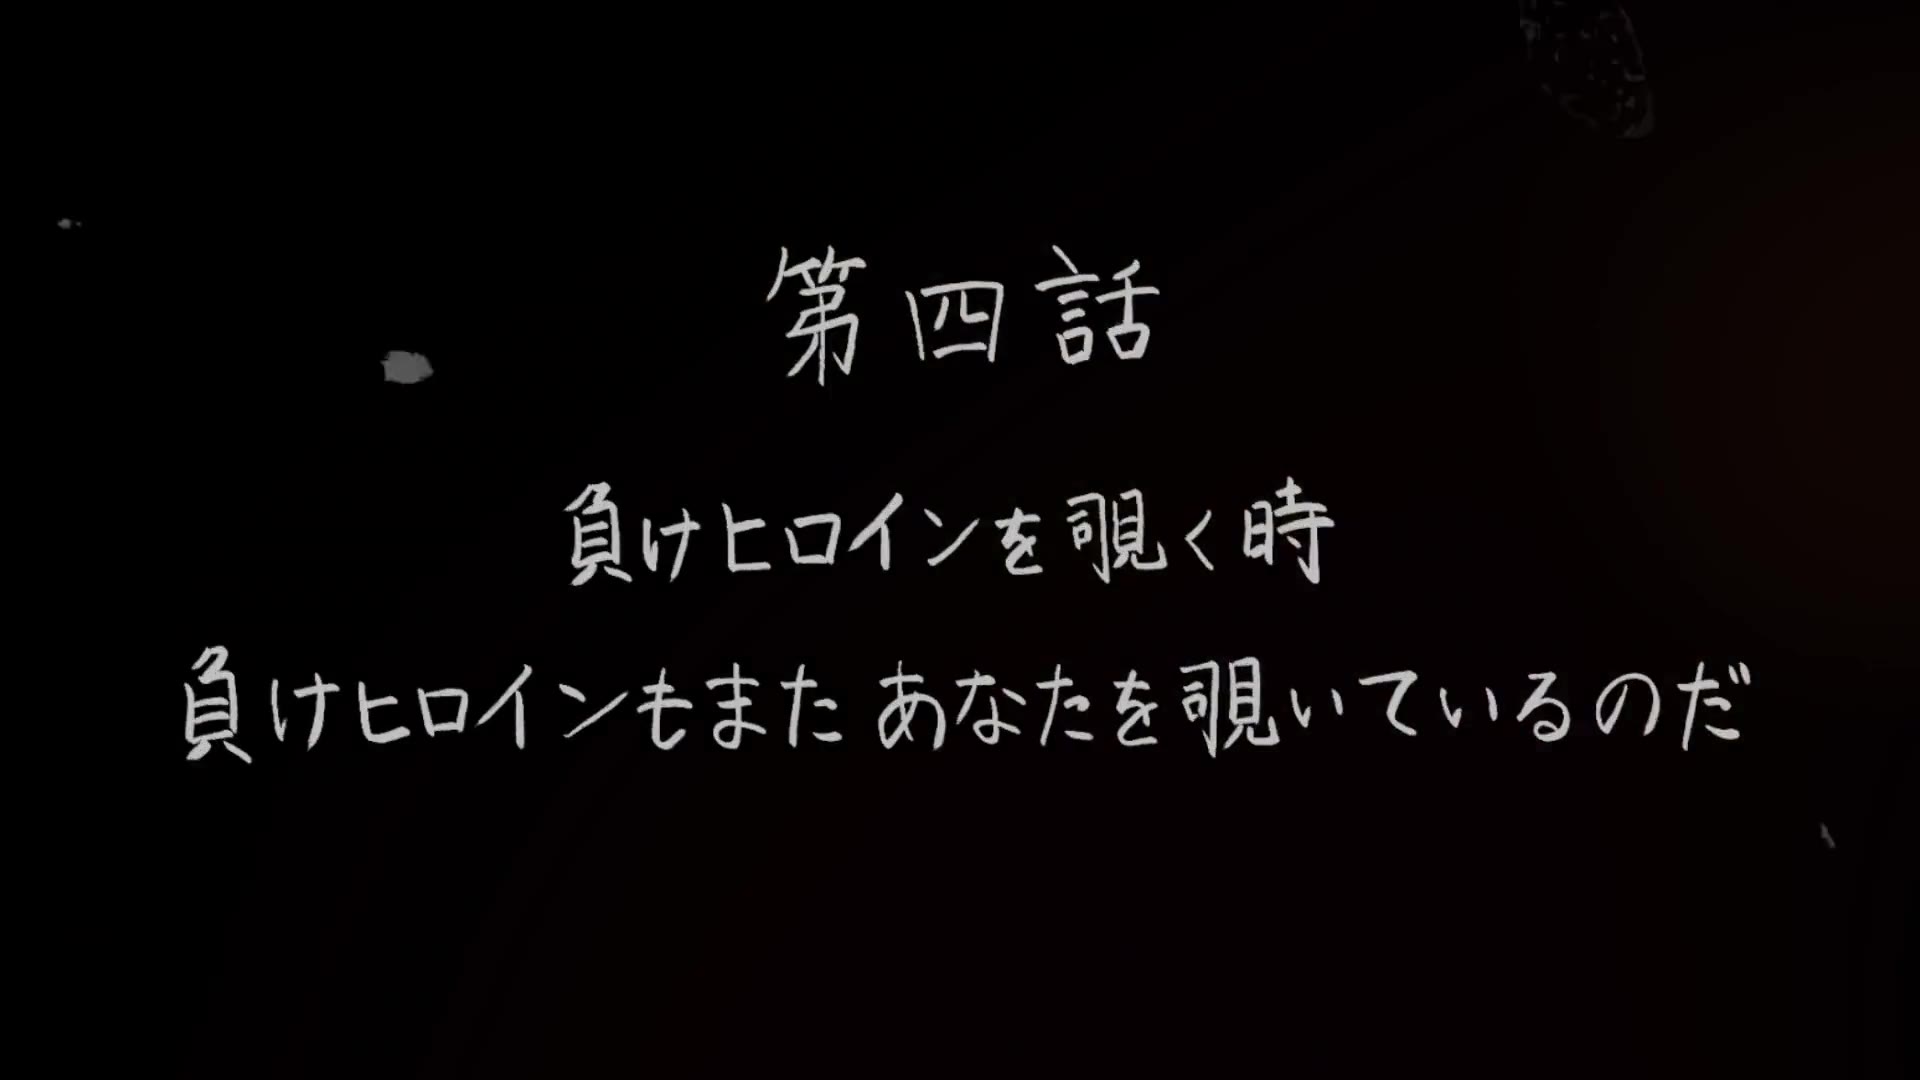 第四話
負けヒロインを覗く時
負けヒロインもまた あなたを覗いているのだ